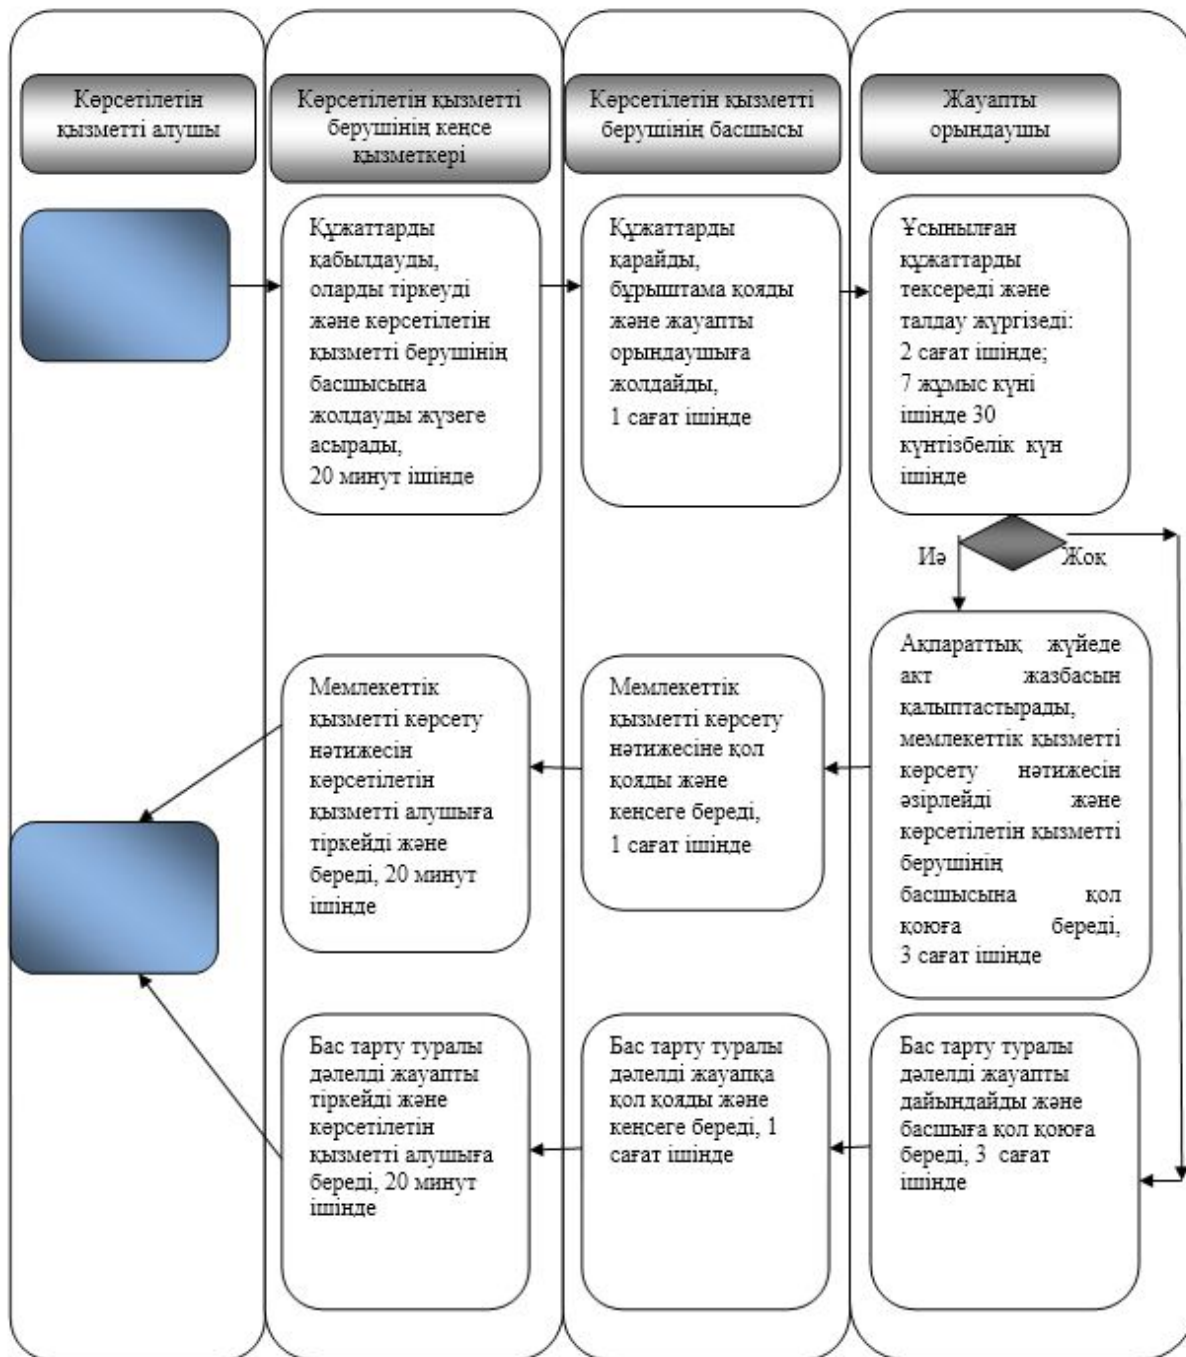 Көрсетілетін
қызметті алушы
Көрсетілетін қызметті
берушінің кеңсе
қызметкері
Көрсетілетін қызметті
берушінің басшысы
Жауапты
орындаушы
Құжаттарды
қабылдауды,
оларды тіркеуді
және көрсетілетін
қызметті берушінің
басшысына
жолдауды жүзеге
асырады,
20 минут ішінде
Құжаттарды
қарайды,
бұрыштама қояды
және жауапты
орындаушыға
жолдайды,
1 сағат ішінде
Ұсынылған
құжаттарды
тексереді және
талдау жүргізеді:
2 сағат ішінде;
7 жұмыс күні
ішінде 30
күнтізбелік күн
ішінде
Иә
Жоқ
Ақпараттық жүйеде
акт жазбасын
қалыптастырады,
мемлекеттік қызметті
көрсету нәтижесін
әзірлейді және
көрсетілетін қызметті
берушінің
басшысына қол
қоюға береді,
3 сағат ішінде
Мемлекеттік
қызметті көрсету
нәтижесіне қол
қояды және
кеңсеге береді,
1 сағат ішінде
Мемлекеттік
қызметті көрсету
нәтижесін
көрсетілетін
қызметті алушыға
тіркейді және
береді, 20 минут
ішінде
Бас тарту туралы
дәлелді жауапты
тіркейді және
көрсетілетін
қызметті алушыға
береді, 20 минут
ішінде
Бас тарту туралы
дәлелді жауапқа
қол қояды және
кеңсеге береді, 1
сағат ішінде
Бас тарту туралы
дәлелді жауапты
дайындайды және
басшыға қол қоюға
береді, 3 сағат
ішінде